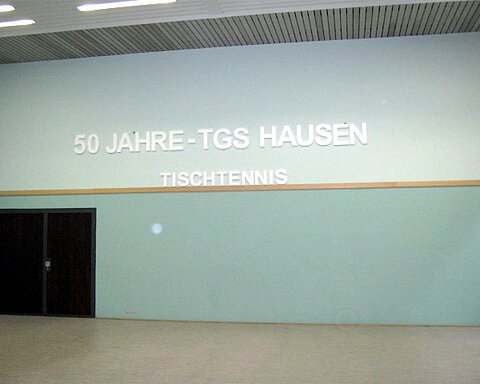 50 JAHRE - TGS HAUSEN
TISCHTENNIS